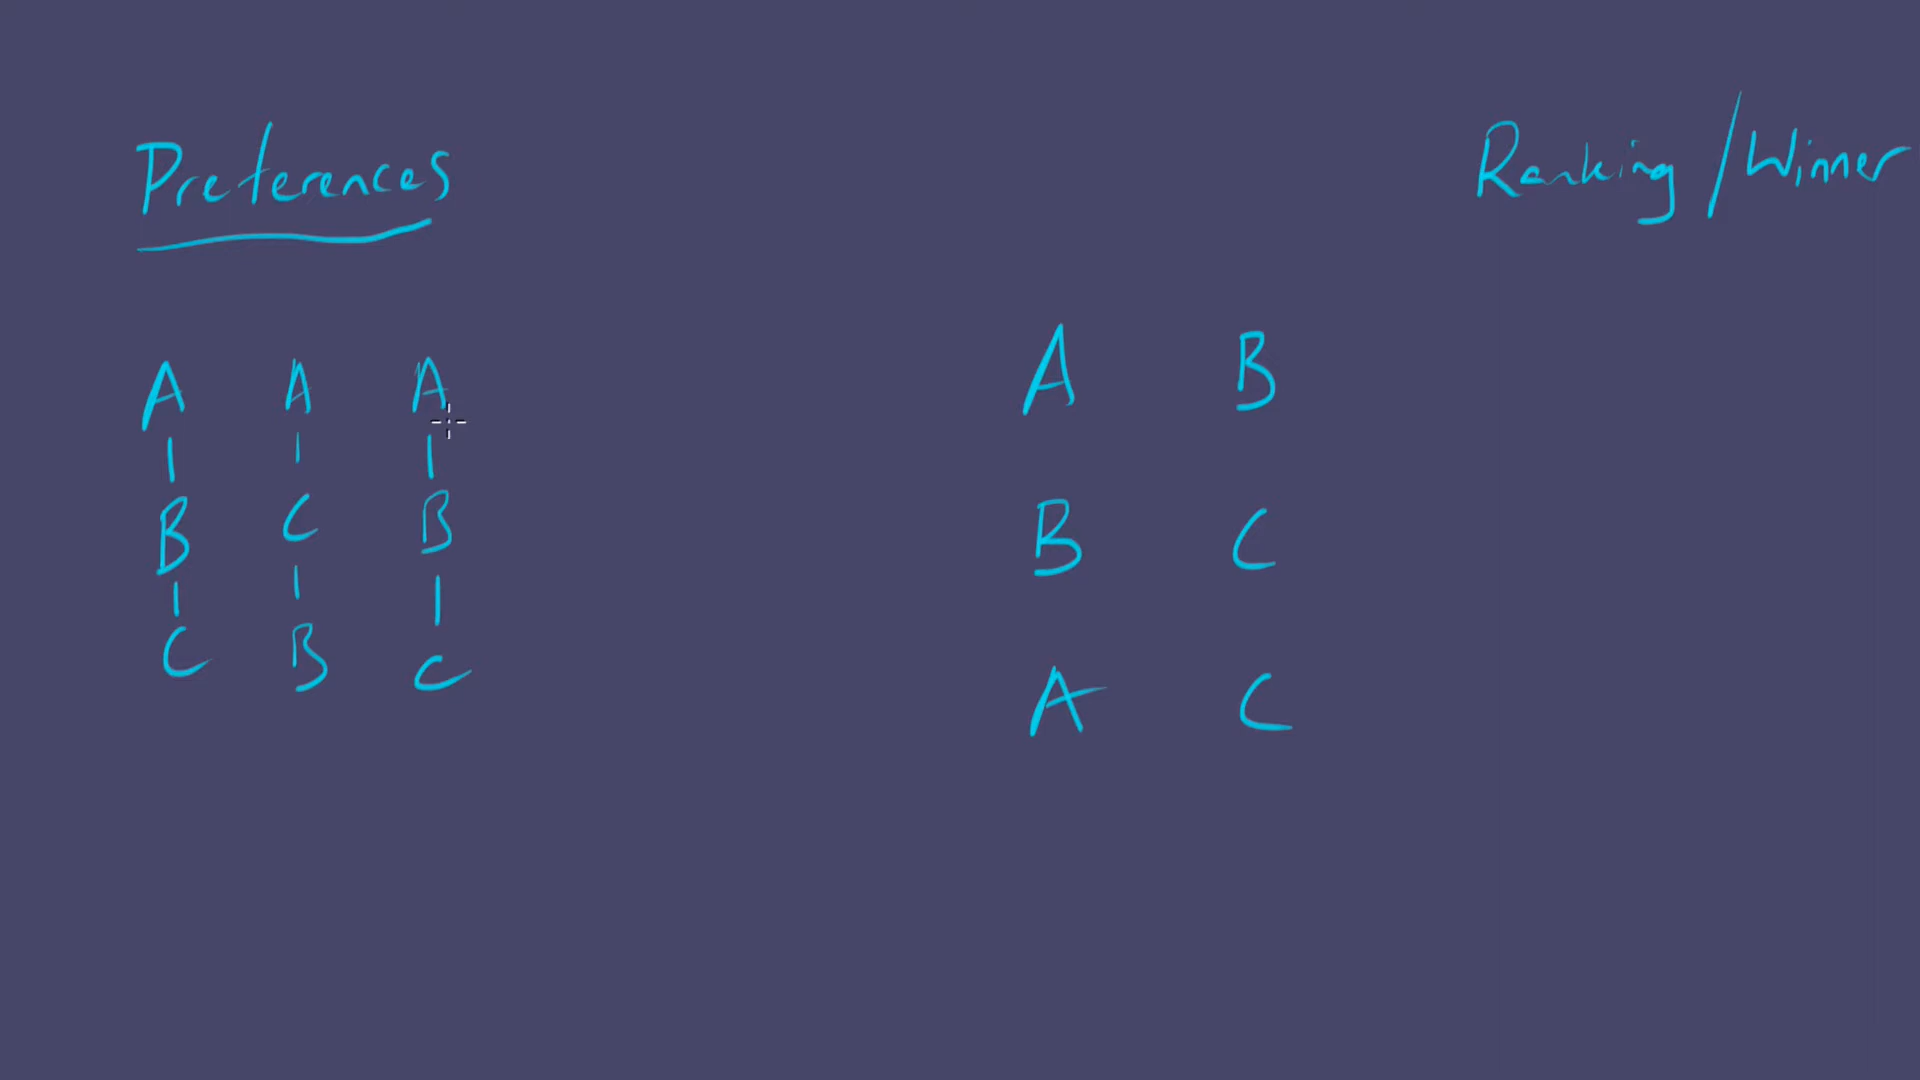 Preferences
Ranking/Winner
A A A
B C B
C B C
A B
B C
A C